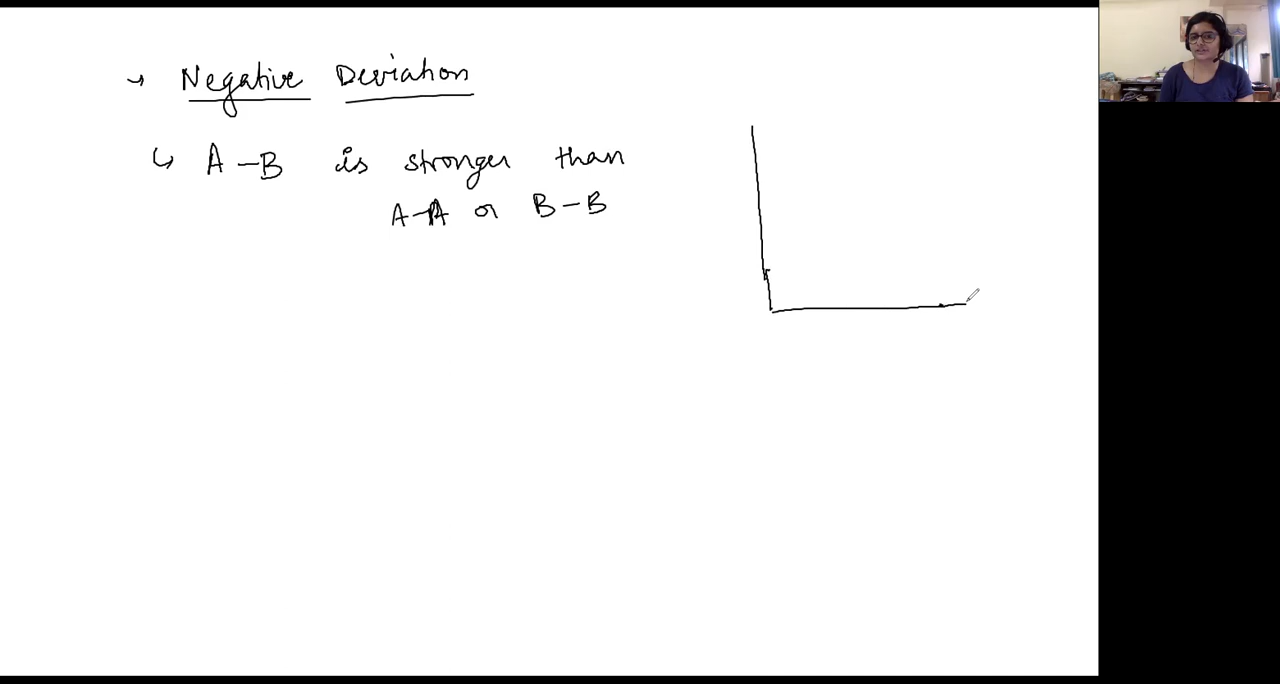 → Negative Deviation
↳ A-B is stronger than
A-A or B-B